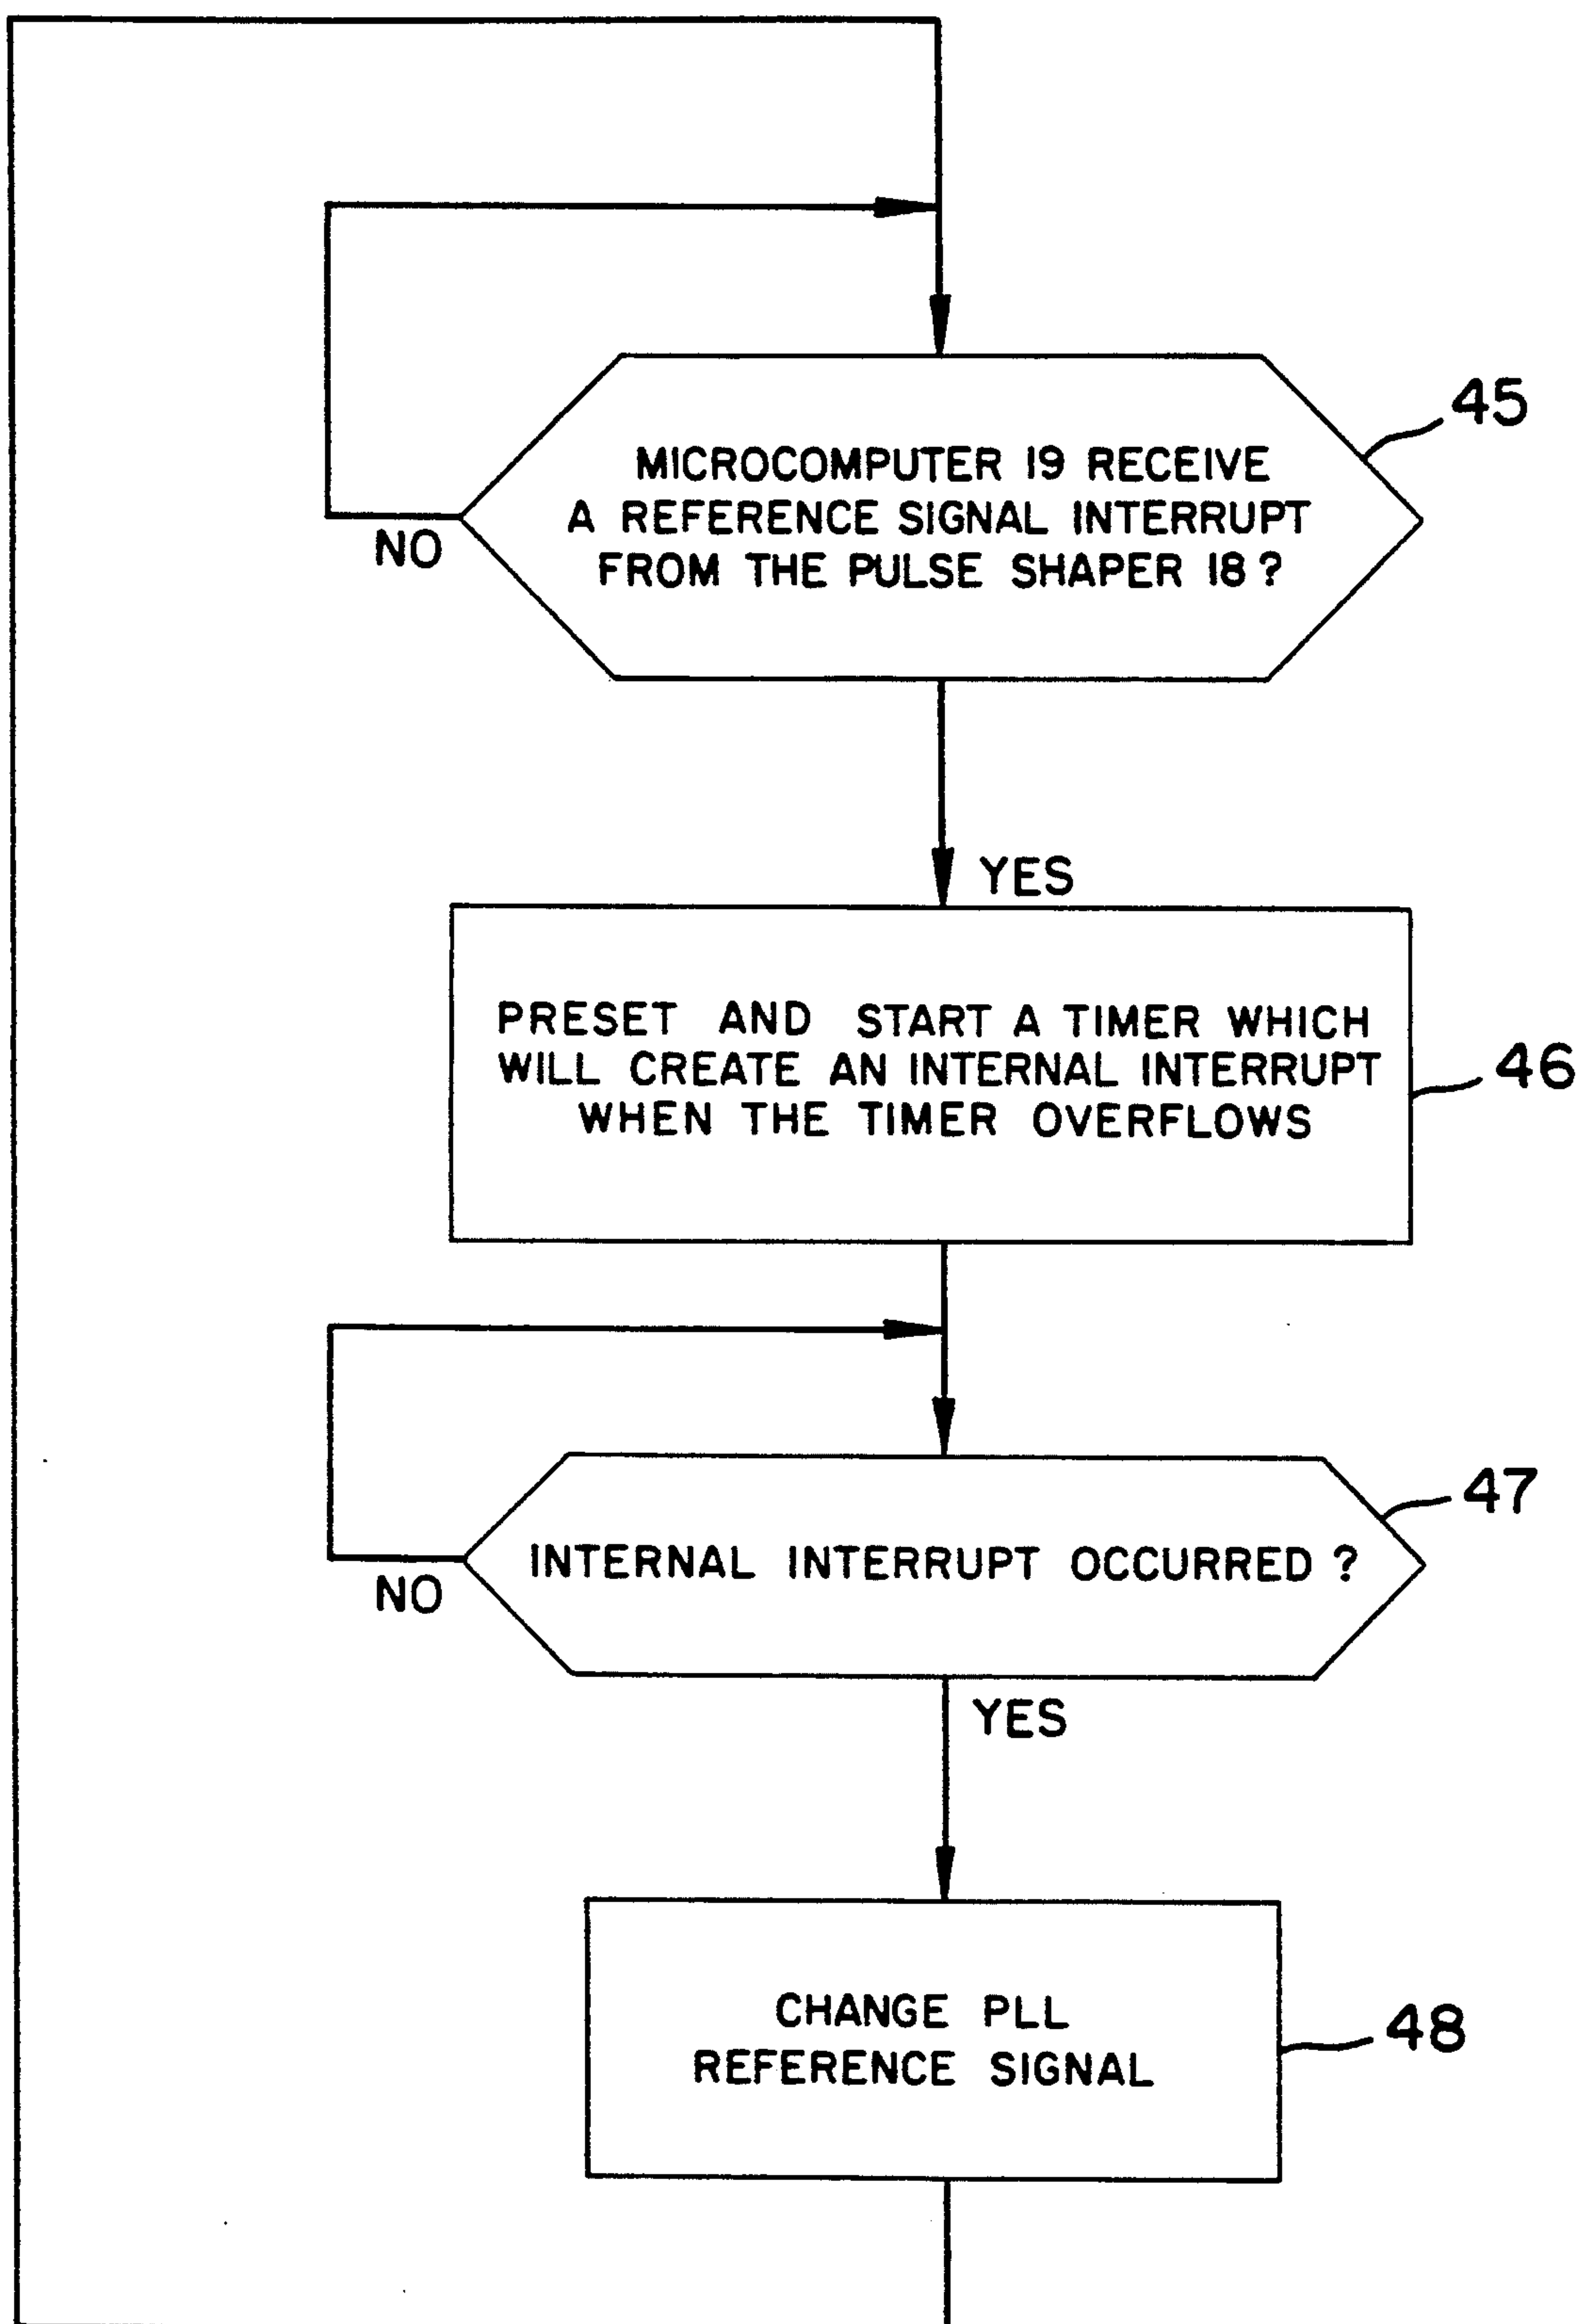 45
MICROCOMPUTER 19 RECEIVE
A REFERENCE SIGNAL INTERRUPT
FROM THE PULSE SHAPER 18 ?
NO
YES
PRESET AND START A TIMER WHICH
WILL CREATE AN INTERNAL INTERRUPT
WHEN THE TIMER OVERFLOWS
46
47
INTERNAL INTERRUPT OCCURRED ?
NO
YES
CHANGE PLL
REFERENCE SIGNAL
48